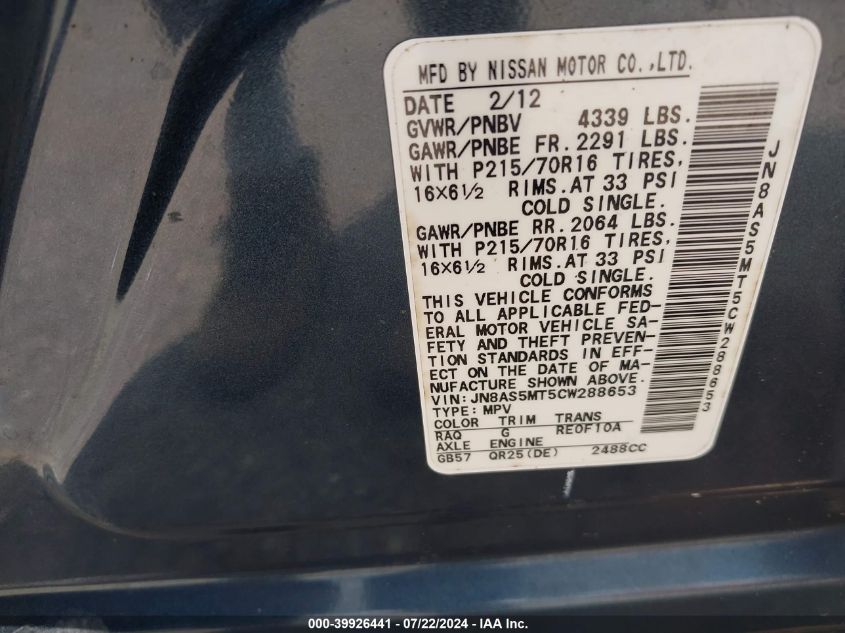 MFD BY NISSAN MOTOR CO.,LTD.
DATE 2/12
GVWR/PNBV 4339 LBS.
GAWR/PNBE FR. 2291 LBS.
WITH P215/70R16 TIRES,
16×6½ RIMS. AT 33 PSI
COLD SINGLE.
GAWR/PNBE RR. 2064 LBS.
WITH P215/70R16 TIRES,
16×6½ RIMS. AT 33 PSI
COLD SINGLE.
THIS VEHICLE CONFORMS
TO ALL APPLICABLE FED-
ERAL MOTOR VEHICLE SA-
FETY AND THEFT PREVEN-
TION STANDARDS IN EFF-
ECT ON THE DATE OF MA-
NUFACTURE SHOWN ABOVE.
VIN: JN8AS5MT5CW288653
TYPE: MPV
COLOR TRIM TRANS
RAQ G RE0F10A
AXLE ENGINE
GB57 QR25(DE) 2488CC
JN8AS5MT5CW288653
000-39926441 - 07/22/2024 - IAA Inc.